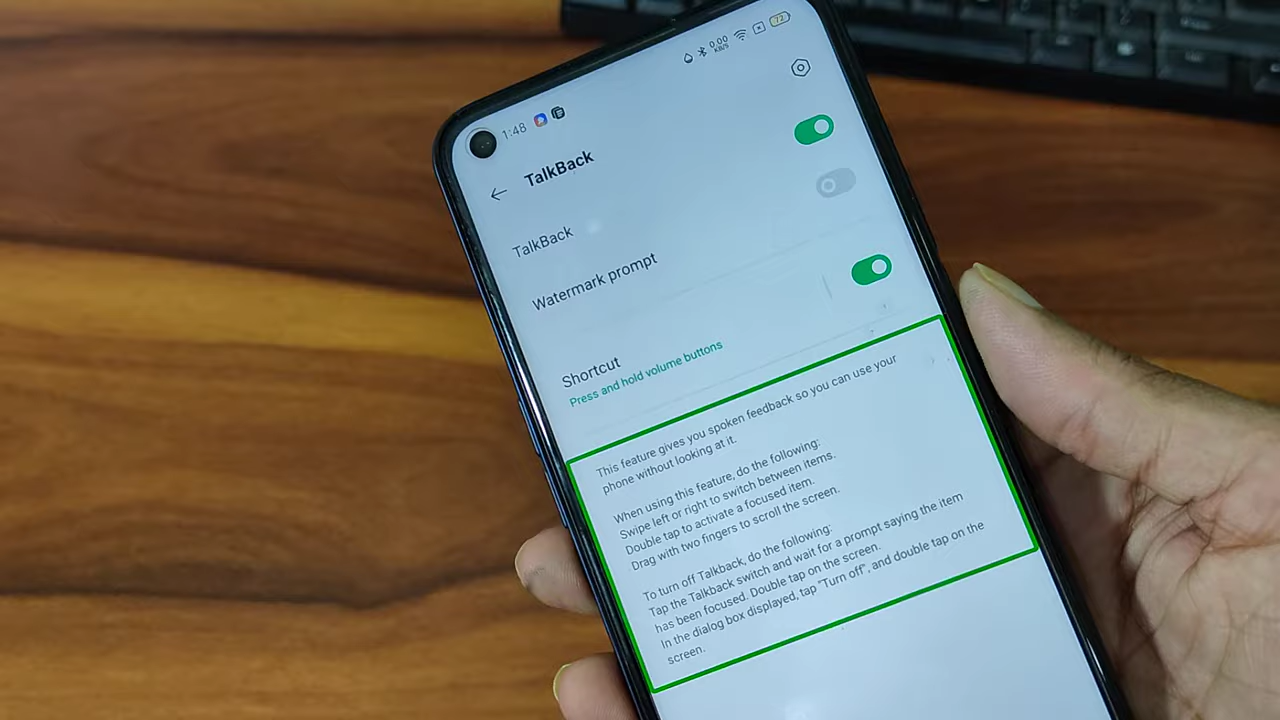 1:48
0.00
KB/S
72
TalkBack
TalkBack
Watermark prompt
Shortcut
Press and hold volume buttons
This feature gives you spoken feedback so you can use your
phone without looking at it.
When using this feature, do the following:
Swipe left or right to switch between items.
Double tap to activate a focused item.
Drag with two fingers to scroll the screen.
To turn off Talkback, do the following:
Tap the Talkback switch and wait for a prompt saying the item
has been focused. Double tap on the screen.
In the dialog box displayed, tap "Turn off", and double tap on the
screen.